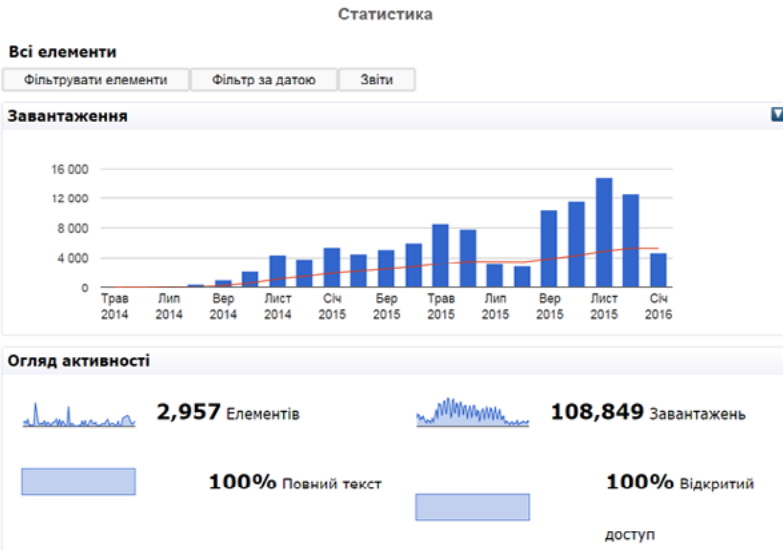 Статистика
Всі елементи
Фільтрувати елементи Фільтр за датою Звіти
Завантаження
16 000
12 000
8 000
4 000
0
Трав Лип Вер Лист Січ Бер Трав Лип Вер Лист Січ
2014 2014 2014 2014 2015 2015 2015 2015 2015 2015 2016
Огляд активності
2,957 Елементів 108,849 Завантажень
100% Повний текст 100% Відкритий
доступ